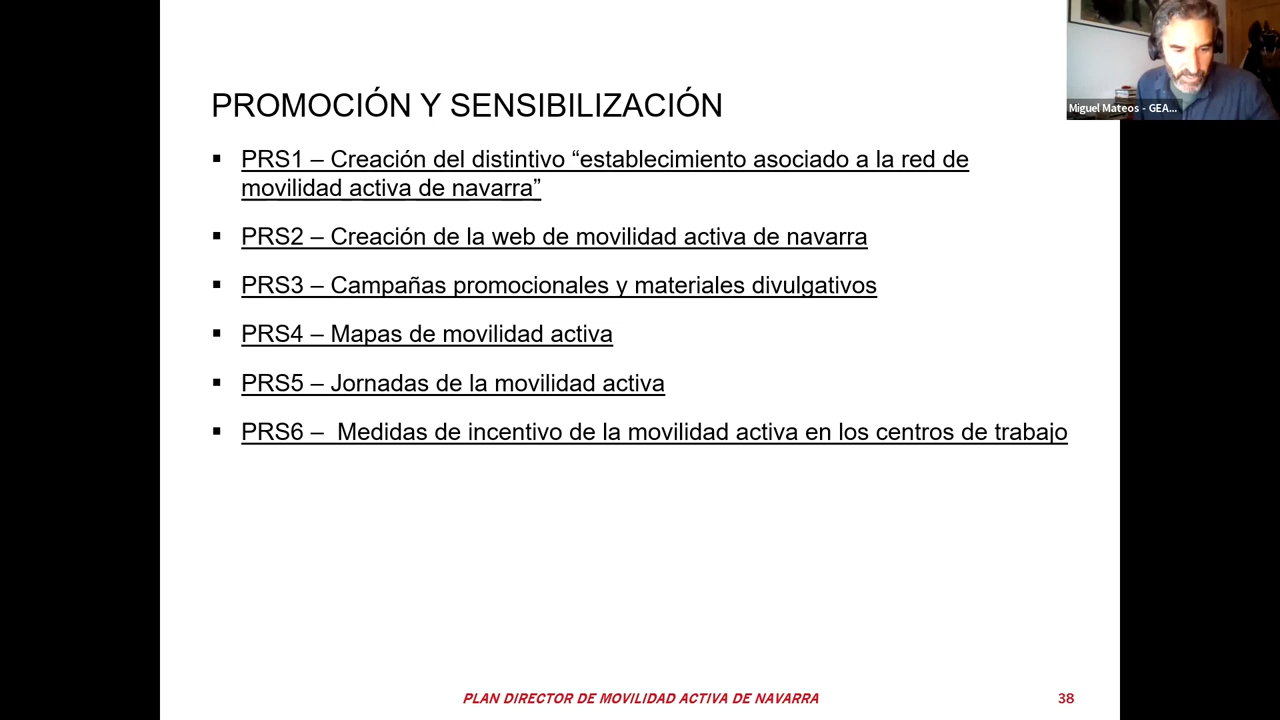 PROMOCIÓN Y SENSIBILIZACIÓN
▪ PRS1 – Creación del distintivo “establecimiento asociado a la red de
movilidad activa de navarra”
▪ PRS2 – Creación de la web de movilidad activa de navarra
▪ PRS3 – Campañas promocionales y materiales divulgativos
▪ PRS4 – Mapas de movilidad activa
▪ PRS5 – Jornadas de la movilidad activa
▪ PRS6 –  Medidas de incentivo de la movilidad activa en los centros de trabajo
PLAN DIRECTOR DE MOVILIDAD ACTIVA DE NAVARRA
38
Miguel Mateos - GEA...